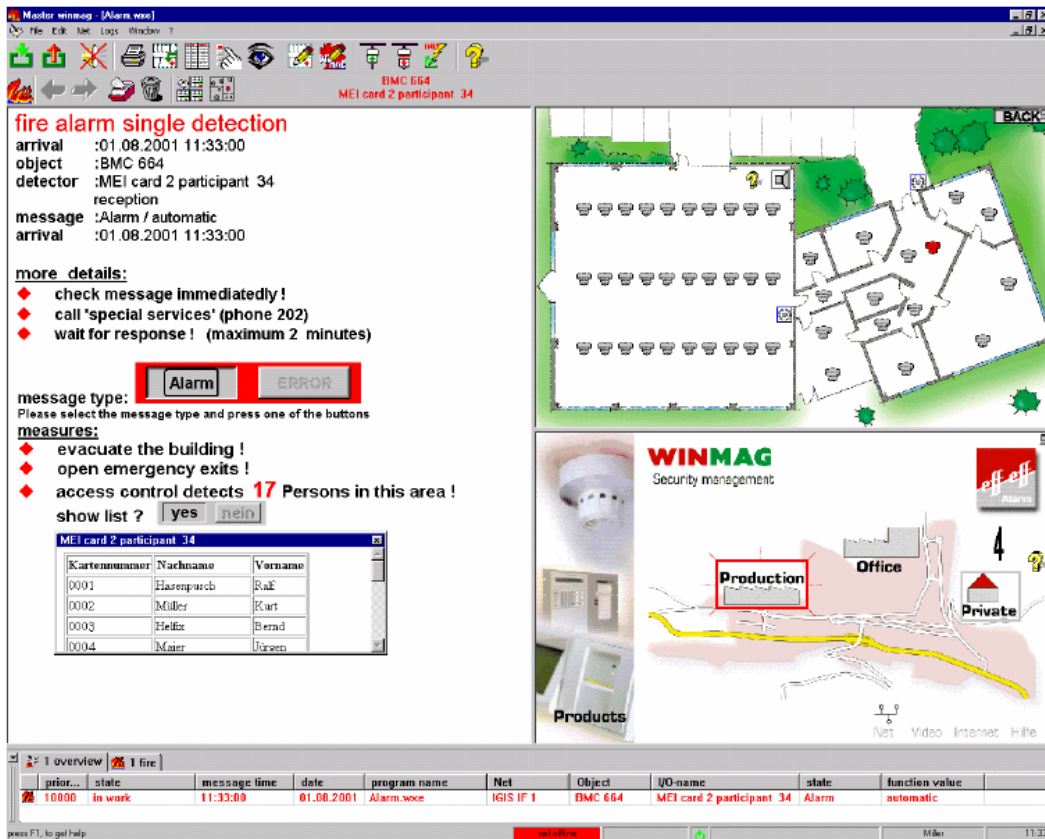 Master winmag - [Alarm.wxe]
File Edit Net Logs Window ?
BMC 664
MEI card 2 participant 34
fire alarm single detection
arrival :01.08.2001 11:33:00
object :BMC 664
detector :MEI card 2 participant 34
reception
message :Alarm / automatic
arrival :01.08.2001 11:33:00
more details:
check message immediatedly !
call 'special services' (phone 202)
wait for response ! (maximum 2 minutes)
message type: Alarm ERROR
Please select the message type and press one of the buttons
measures:
evacuate the building !
open emergency exits !
access control detects 17 Persons in this area !
show list ? yes nein
MEI card 2 participant 34
Kartennummer Nachname Vorname
0001 Hasenpusch Ralf
0002 Müller Kurt
0003 Helfix Bernd
0004 Maier Jürgen
BACK
WINMAG
Security management
eff eff
Alarm
4
Office
Production
Private
Products
Net Video Internet Hilfe
1 overview 1 fire
prior... state message time date program name Net Object I/O-name state function value
10000 in work 11:33:00 01.08.2001 Alarm.wxe IGIS IF 1 BMC 664 MEI card 2 participant 34 Alarm automatic
press F1, to get help
net offline
Miller
11:33